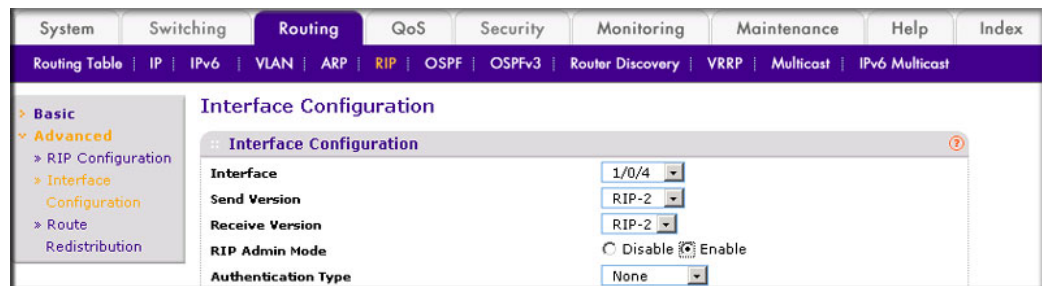 System Switching Routing QoS Security Monitoring Maintenance Help Index
Routing Table | IP | IPv6 | VLAN | ARP | RIP | OSPF | OSPFv3 | Router Discovery | VRRP | Multicast | IPv6 Multicast
Basic
Advanced
» RIP Configuration
» Interface
Configuration
» Route
Redistribution
Interface Configuration
Interface Configuration ?
Interface 1/0/4
Send Version RIP-2
Receive Version RIP-2
RIP Admin Mode Disable Enable
Authentication Type None